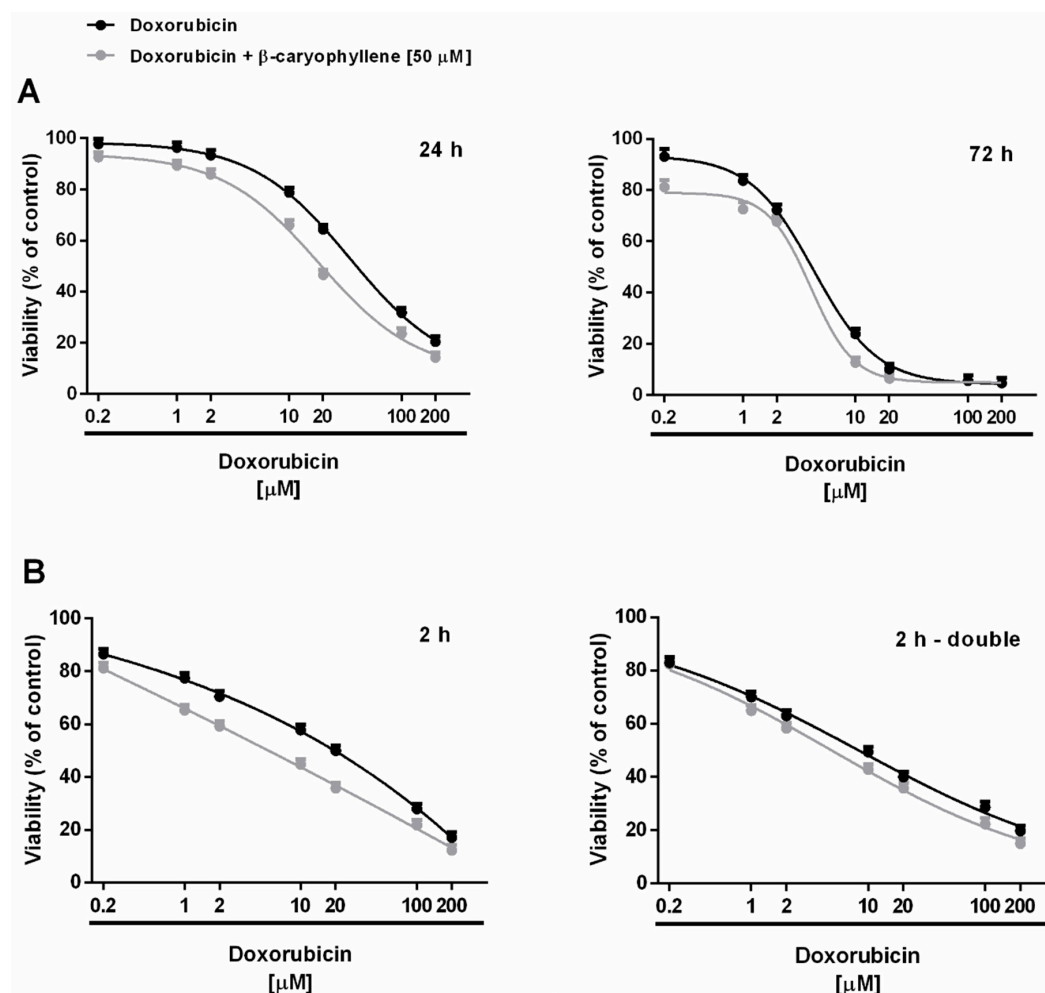 Doxorubicin
Doxorubicin + β-caryophyllene [50 μM]
A
24 h
Viability (% of control)
100
80
60
40
20
0
0.2 1 2 10 20 100 200
Doxorubicin
[μM]
72 h
Viability (% of control)
100
80
60
40
20
0
0.2 1 2 10 20 100 200
Doxorubicin
[μM]
B
2 h
Viability (% of control)
100
80
60
40
20
0
0.2 1 2 10 20 100 200
Doxorubicin
[μM]
2 h - double
Viability (% of control)
100
80
60
40
20
0
0.2 1 2 10 20 100 200
Doxorubicin
[μM]